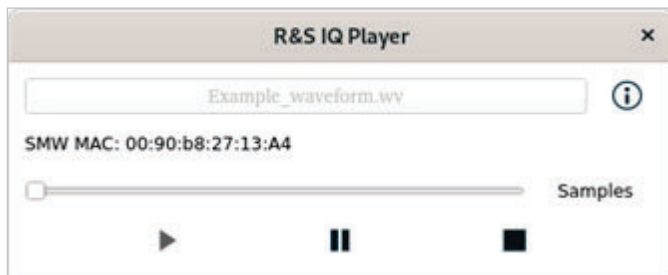 R&S IQ Player
Example_waveform.wv
SMW MAC: 00:90:b8:27:13:A4
Samples